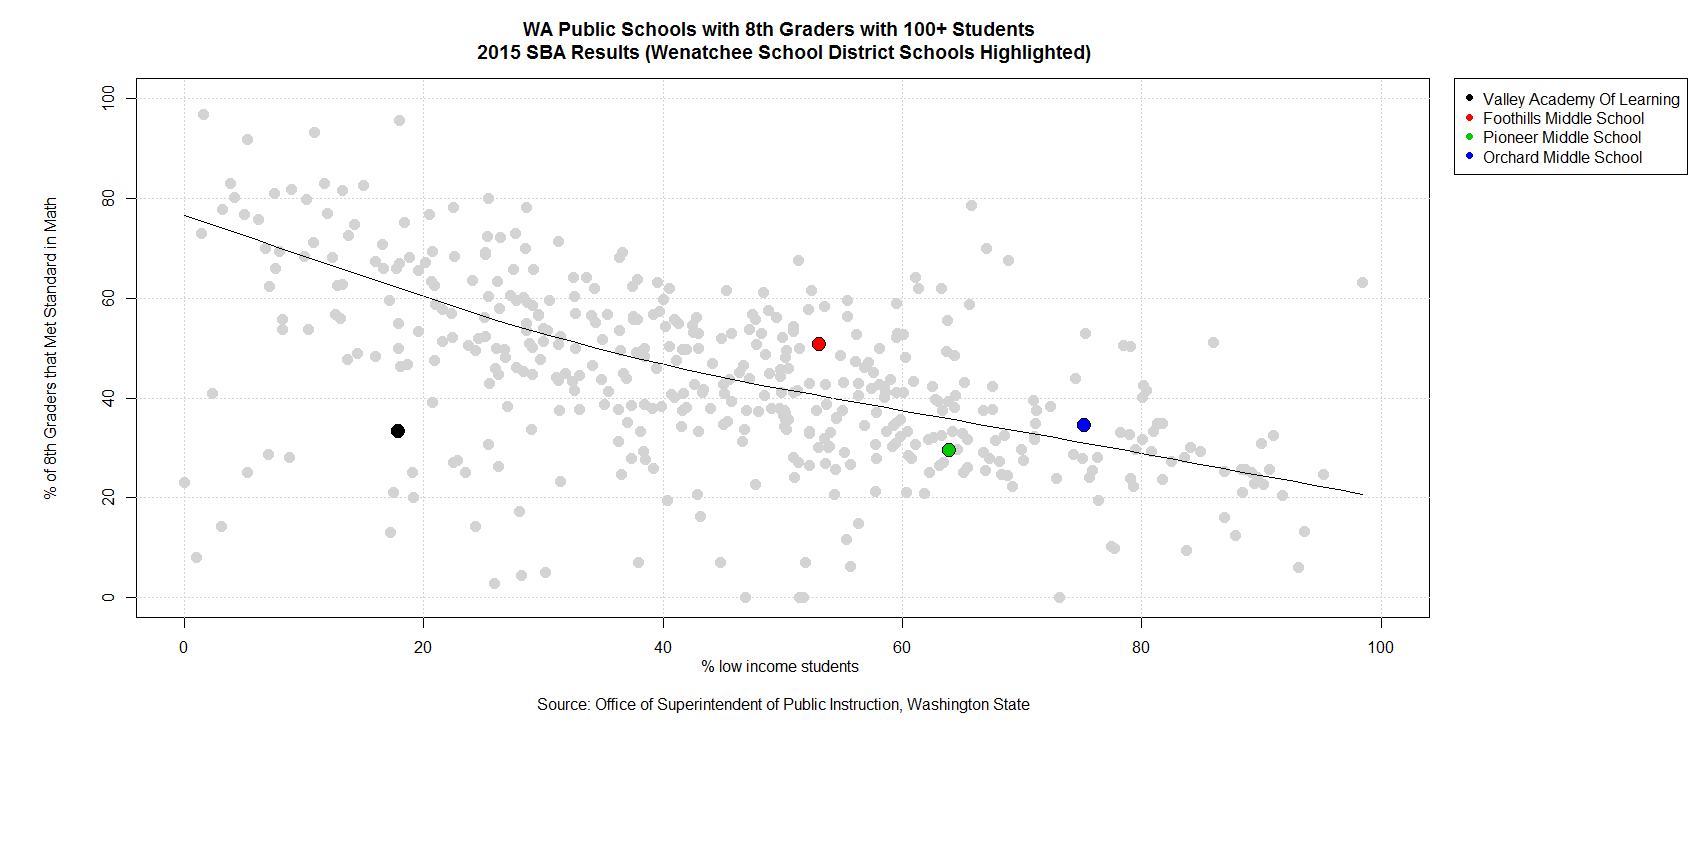 WA Public Schools with 8th Graders with 100+ Students
2015 SBA Results (Wenatchee School District Schools Highlighted)
Valley Academy Of Learning
Foothills Middle School
Pioneer Middle School
Orchard Middle School
% of 8th Graders that Met Standard in Math
100
80
60
40
20
0
0 20 40 60 80 100
% low income students
Source: Office of Superintendent of Public Instruction, Washington State